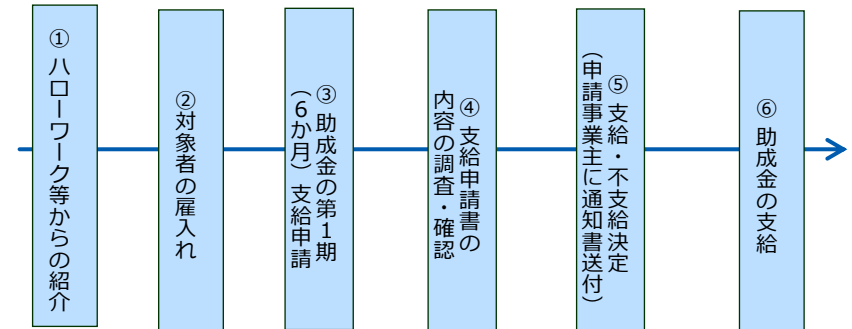 ① ハローワーク等からの紹介
②対象者の雇入れ
③ 助成金の第1期
(6か月)支給申請
④ 支給申請書の
内容の調査・確認
⑤ 支給・不支給決定
(申請事業主に通知書送付)
⑥ 助成金の支給